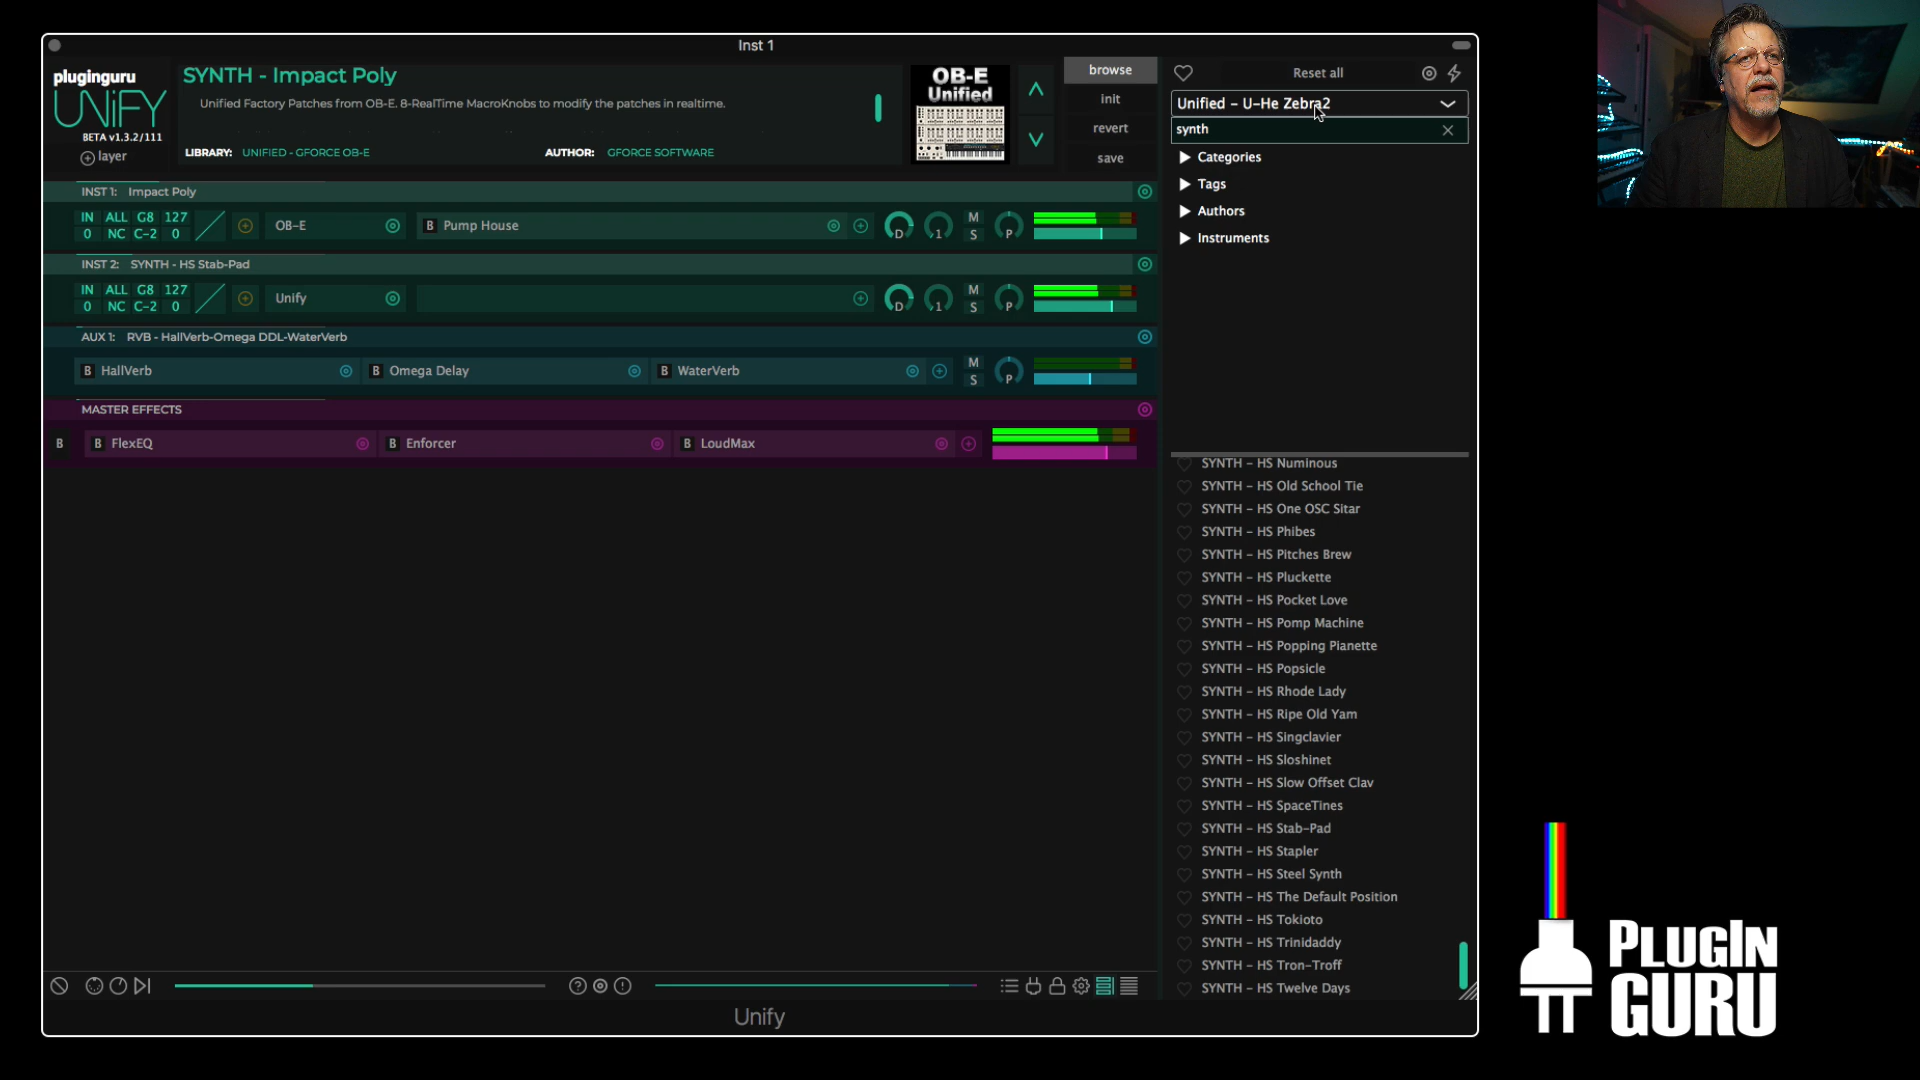 Inst 1
pluginguru
UNIFY
BETA v1.3.2/111
layer
SYNTH - Impact Poly
Unified Factory Patches from OB-E. 8-RealTime MacroKnobs to modify the patches in realtime.
LIBRARY: UNIFIED - GFORCE OB-E
AUTHOR: GFORCE SOFTWARE
OB-E
Unified
browse
init
revert
save
Reset all
Unified – U-He Zebra2
synth
Categories
Tags
Authors
Instruments
INST 1: Impact Poly
IN ALL G8 127
0 NC C-2 0
OB-E
B Pump House
D 1 M S P
INST 2: SYNTH - HS Stab-Pad
IN ALL G8 127
0 NC C-2 0
Unify
D 1 M S P
AUX 1: RVB - HallVerb-Omega DDL-WaterVerb
B HallVerb
B Omega Delay
B WaterVerb
M S P
MASTER EFFECTS
B
B FlexEQ
B Enforcer
B LoudMax
SYNTH – HS Numinous
SYNTH – HS Old School Tie
SYNTH – HS One OSC Sitar
SYNTH – HS Phibes
SYNTH – HS Pitches Brew
SYNTH – HS Pluckette
SYNTH – HS Pocket Love
SYNTH – HS Pomp Machine
SYNTH – HS Popping Pianette
SYNTH – HS Popsicle
SYNTH – HS Rhode Lady
SYNTH – HS Ripe Old Yam
SYNTH – HS Singclavier
SYNTH – HS Sloshinet
SYNTH – HS Slow Offset Clav
SYNTH – HS SpaceTines
SYNTH – HS Stab-Pad
SYNTH – HS Stapler
SYNTH – HS Steel Synth
SYNTH – HS The Default Position
SYNTH – HS Tokioto
SYNTH – HS Trinidaddy
SYNTH – HS Tron-Troff
SYNTH – HS Twelve Days
Unify
PLUGIN
GURU